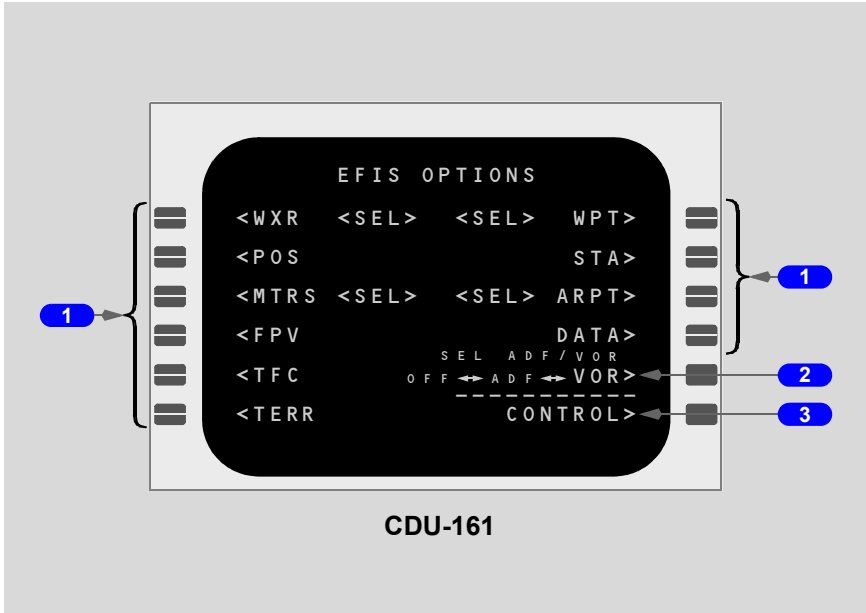 EFIS OPTIONS
<WXR <SEL> <SEL> WPT>
<POS STA>
<MTRS <SEL> <SEL> ARPT>
<FPV DATA>
SEL ADF/VOR
<TFC OFF↔ADF↔VOR>
<TERR CONTROL>
1
1
2
3
CDU-161